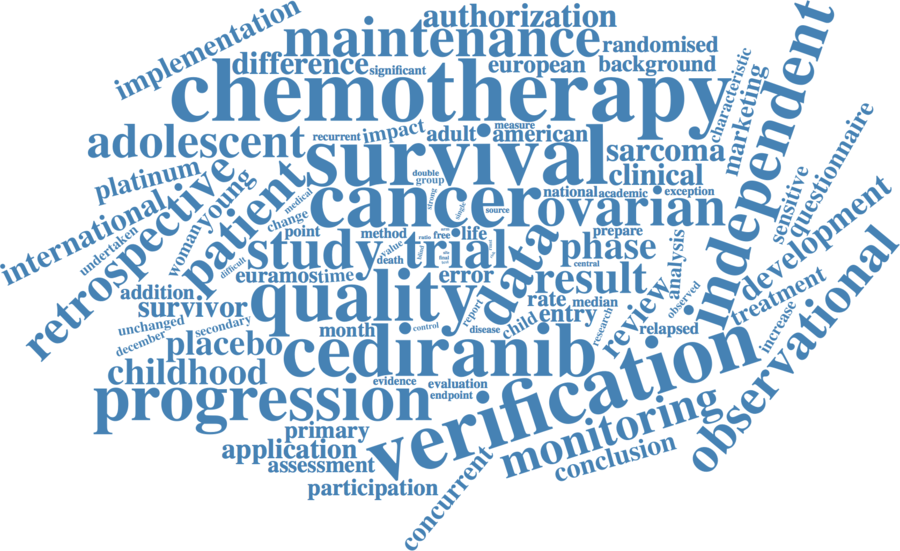 authorization
implementation
maintenance
randomised
difference
significant
european
background
chemotherapy
characteristic
marketing
independent
adolescent
recurrent
impact
adult
measure
american
survival
sarcoma
questionnaire
platinum
double
group
clinical
sensitive
international
retrospective
young
woman
patient
medical
cancer
strong
single
source
national
academic
exception
ovarian
undertaken
change
point
method
ratio
free
life
prepare
development
difficult
study
value
death
blind
trial
final
data
phase
central
analysis
euramos
time
error
result
observed
treatment
addition
survivor
quality
report
rate
median
review
increase
observational
unchanged
secondary
december
month
control
disease
child
entry
research
relapsed
placebo
cediranib
verification
childhood
evidence
evaluation
endpoint
progression
primary
monitoring
application
assessment
conclusion
concurrent
participation